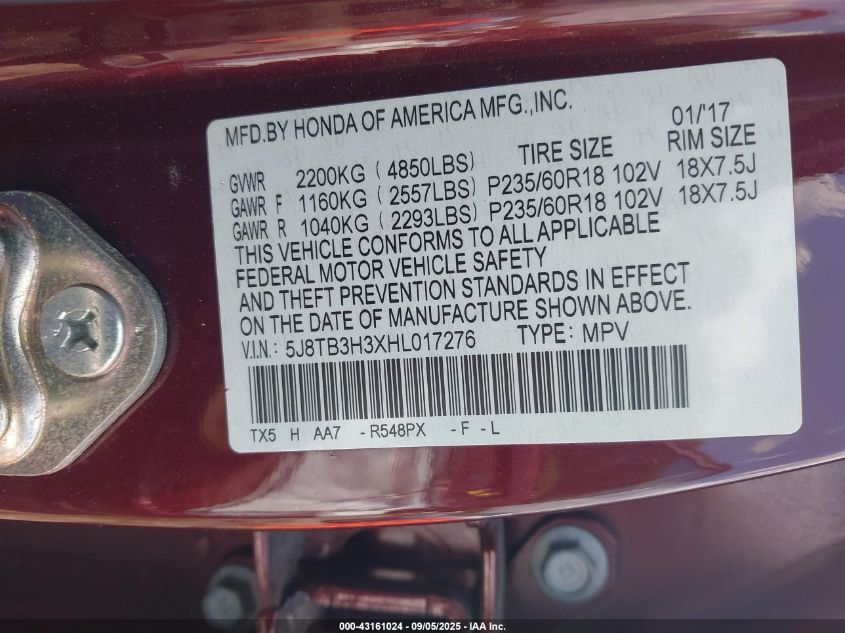 MFD.BY HONDA OF AMERICA MFG.,INC. 01/'17
TIRE SIZE RIM SIZE
GVWR 2200KG (4850LBS)
GAWR F 1160KG (2557LBS) P235/60R18 102V 18X7.5J
GAWR R 1040KG (2293LBS) P235/60R18 102V 18X7.5J
THIS VEHICLE CONFORMS TO ALL APPLICABLE
FEDERAL MOTOR VEHICLE SAFETY
AND THEFT PREVENTION STANDARDS IN EFFECT
ON THE DATE OF MANUFACTURE SHOWN ABOVE.
V.I.N: 5J8TB3H3XHL017276 TYPE: MPV
TX5 H AA7 -R548PX -F -L
000-43161024 - 09/05/2025 - IAA Inc.